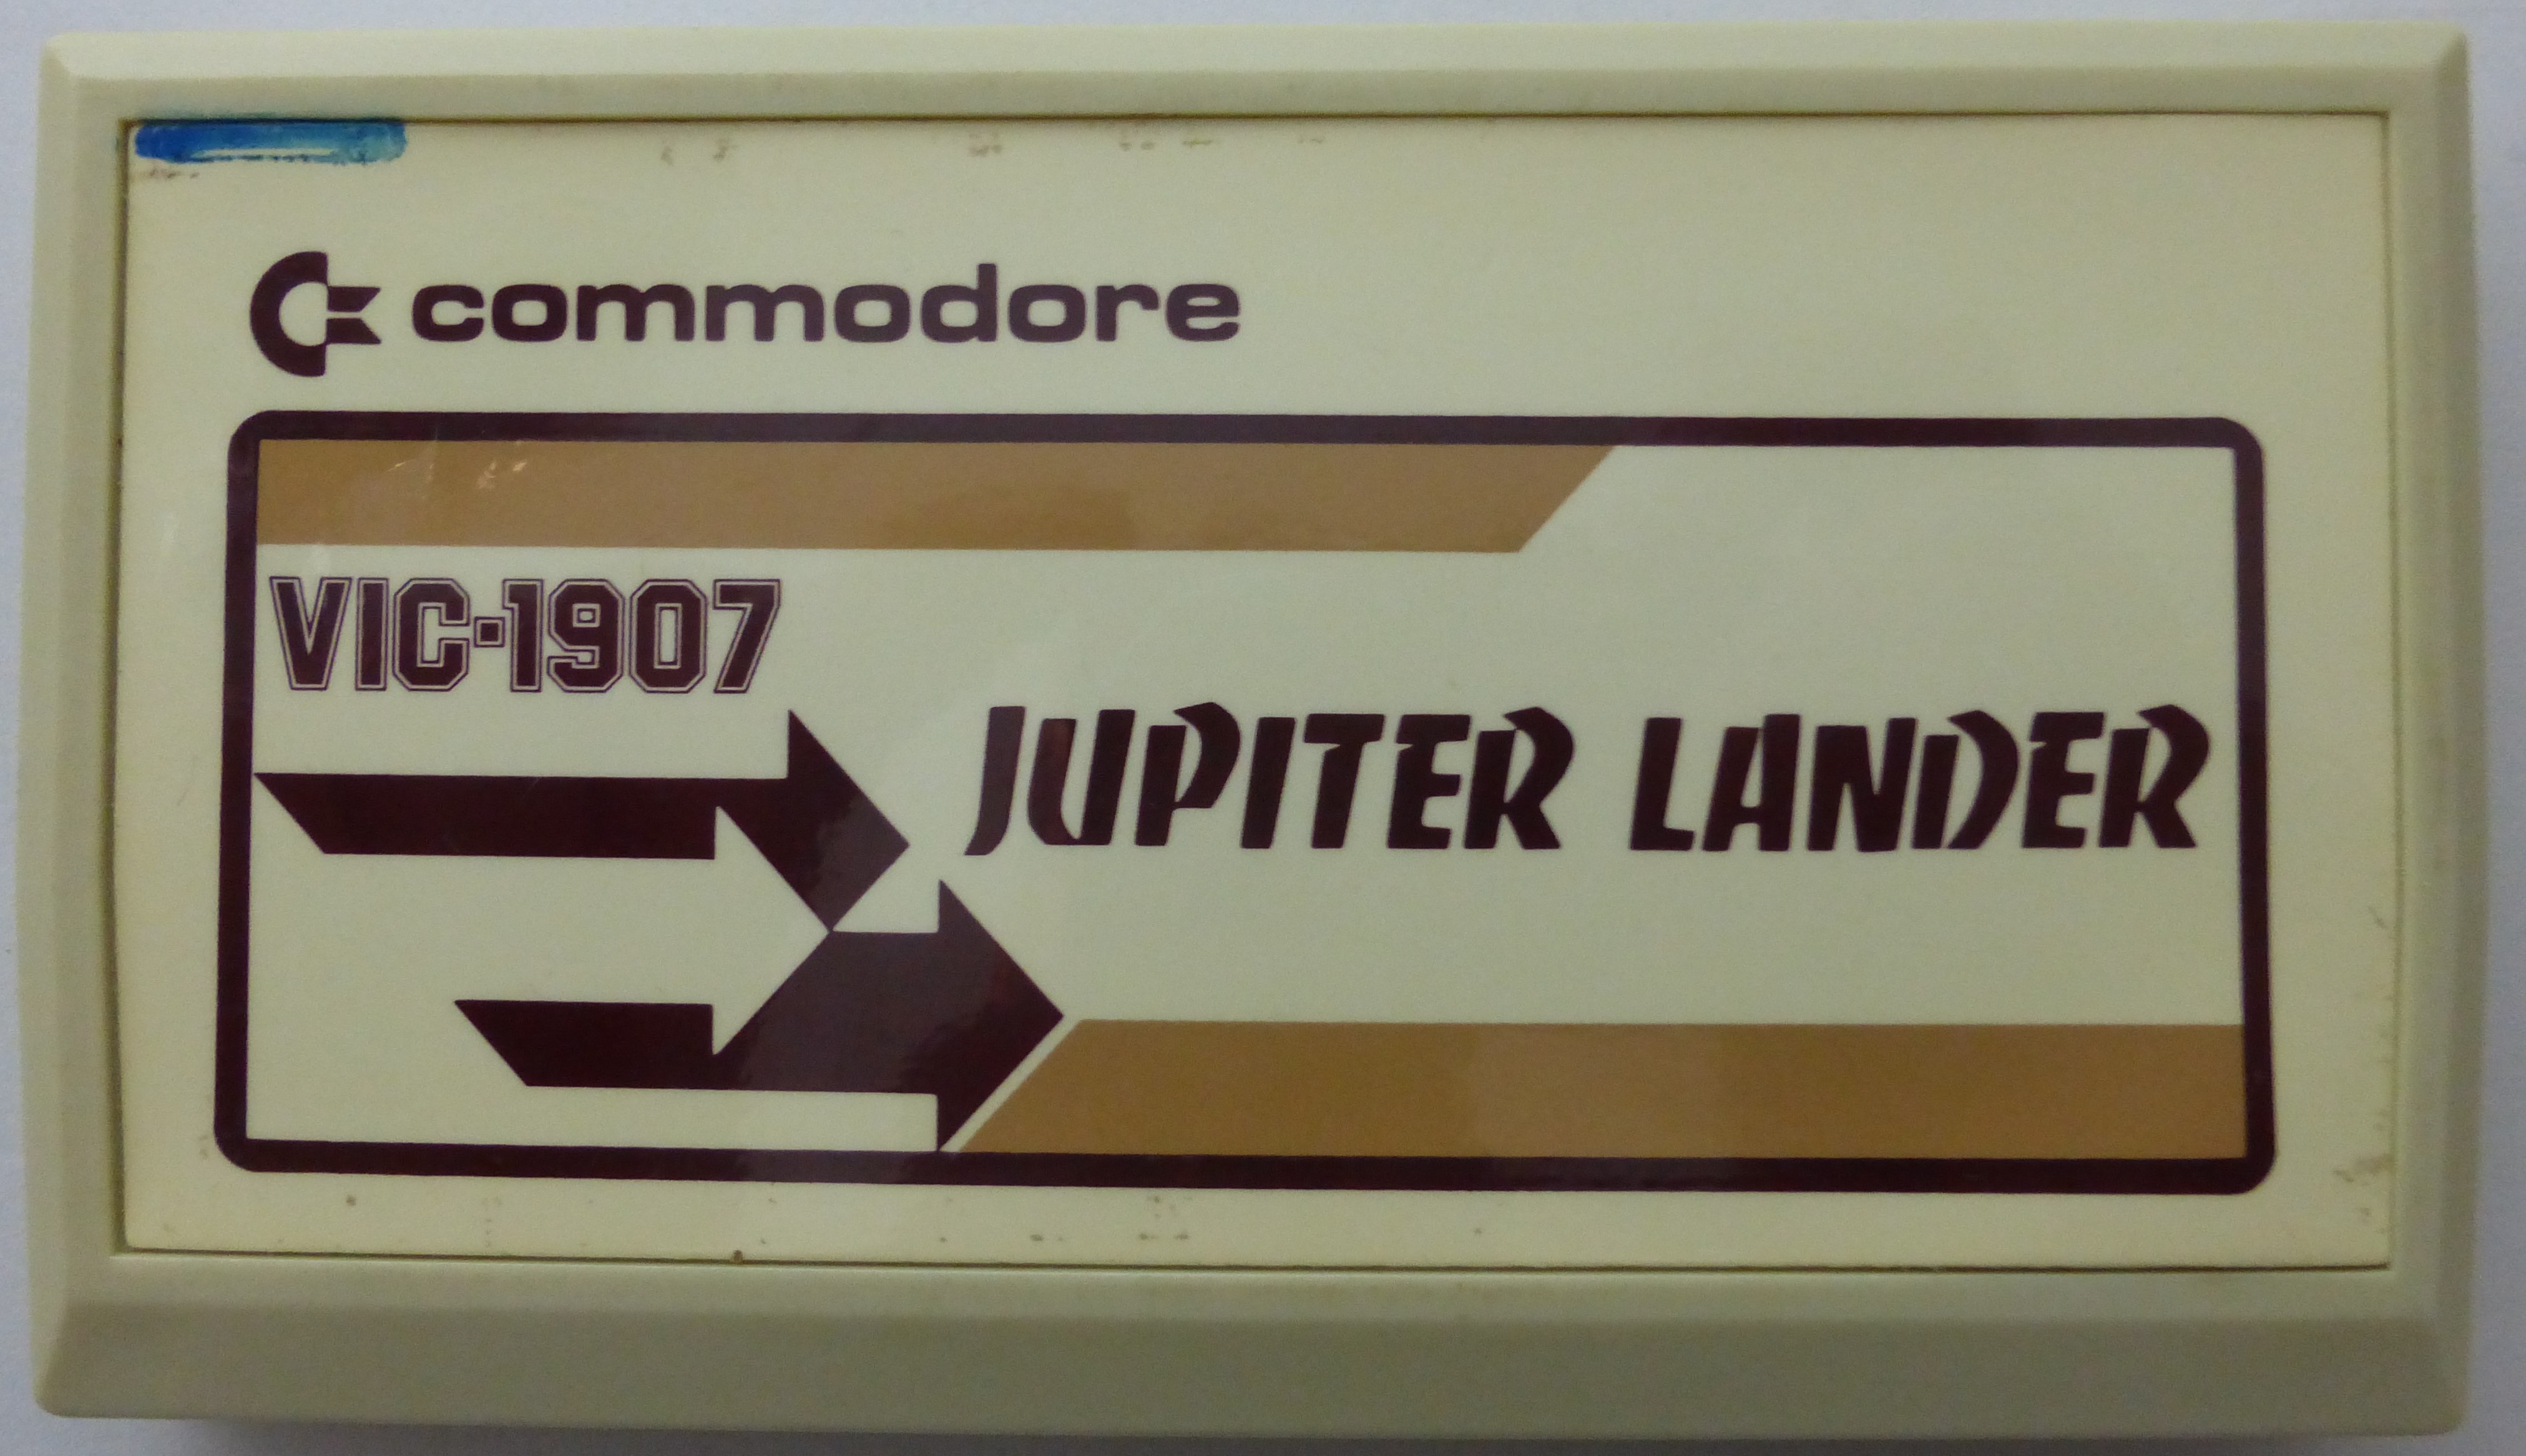 commodore
VIC-1907
JUPITER LANDER